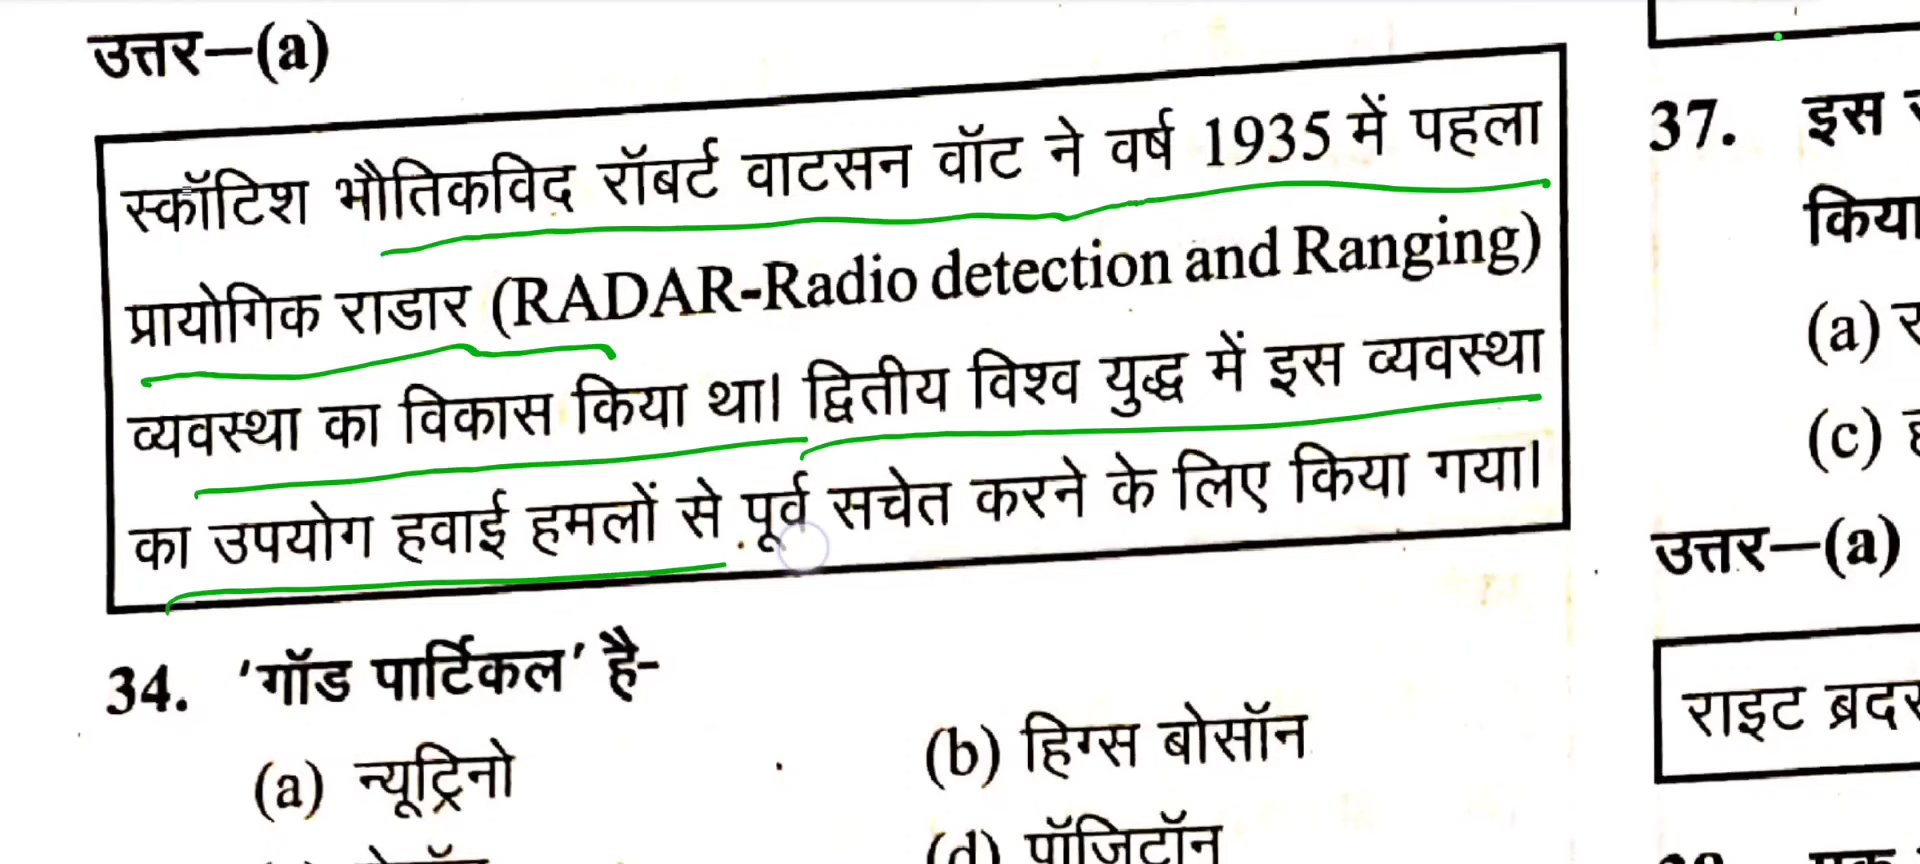 उत्तर—(a)
स्कॉटिश भौतिकविद रॉबर्ट वाटसन वॉट ने वर्ष 1935 में पहला
प्रायोगिक राडार (RADAR-Radio detection and Ranging)
व्यवस्था का विकास किया था। द्वितीय विश्व युद्ध में इस व्यवस्था
का उपयोग हवाई हमलों से पूर्व सचेत करने के लिए किया गया।
34. 'गॉड पार्टिकल' है-
(a) न्यूट्रिनो
(b) हिग्स बोसॉन
(d) पॉजिटॉन
37. इस
किया
(a)
(c)
उत्तर—(a)
राइट